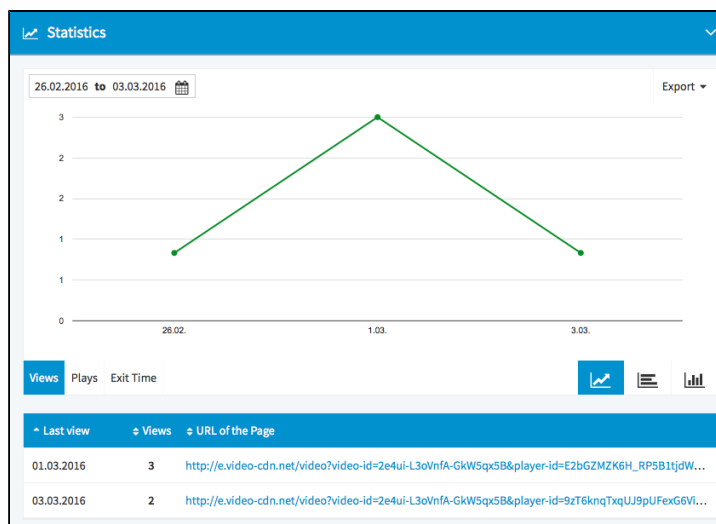 Statistics
26.02.2016 to 03.03.2016
Export
3
2
2
1
1
0
26.02. 1.03. 3.03.
Views Plays Exit Time
Last view Views URL of the Page
01.03.2016 3 http://e.video-cdn.net/video?video-id=2e4ui-L3oVnfA-GkW5qx5B&player-id=E2bGZMZK6H_RP5B1tjdW...
03.03.2016 2 http://e.video-cdn.net/video?video-id=2e4ui-L3oVnfA-GkW5qx5B&player-id=9zT6knqTxqUJ9pUFexG6Vi...